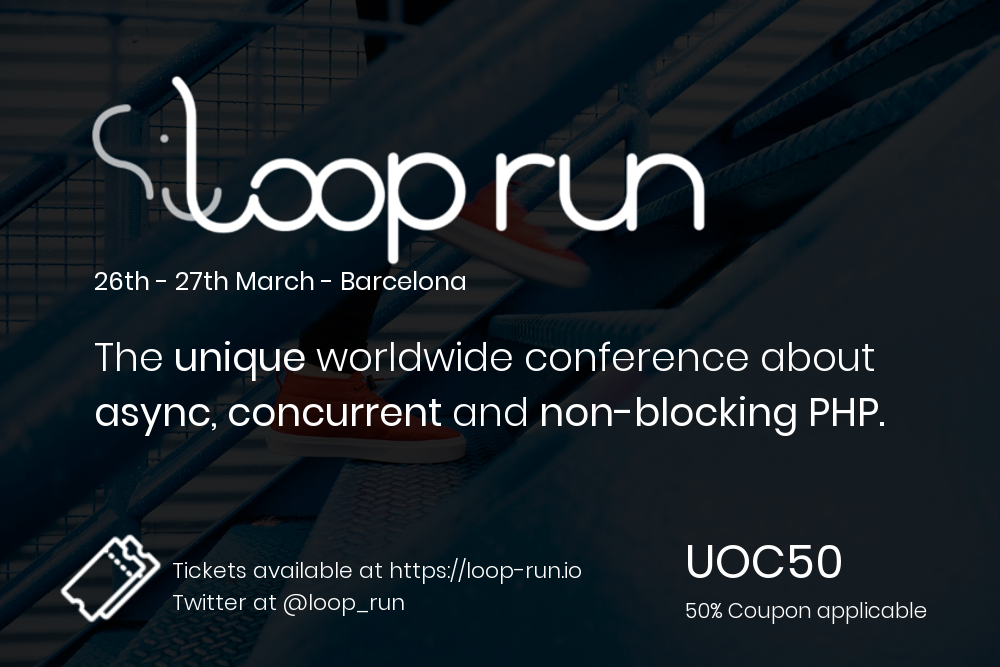 loop run
26th - 27th March - Barcelona
The unique worldwide conference about
async, concurrent and non-blocking PHP.
Tickets available at https://loop-run.io
Twitter at @loop_run
UOC50
50% Coupon applicable